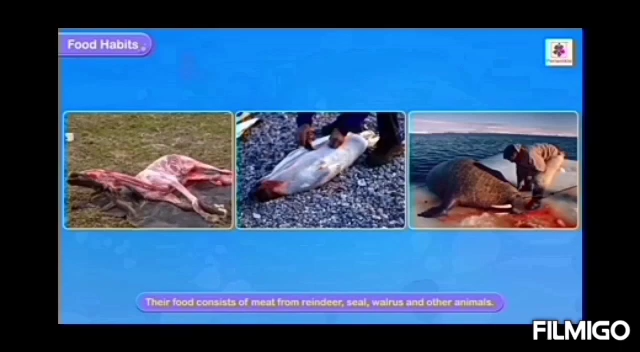 Food Habits
Their food consists of meat from reindeer, seal, walrus and other animals.
FILMIGO